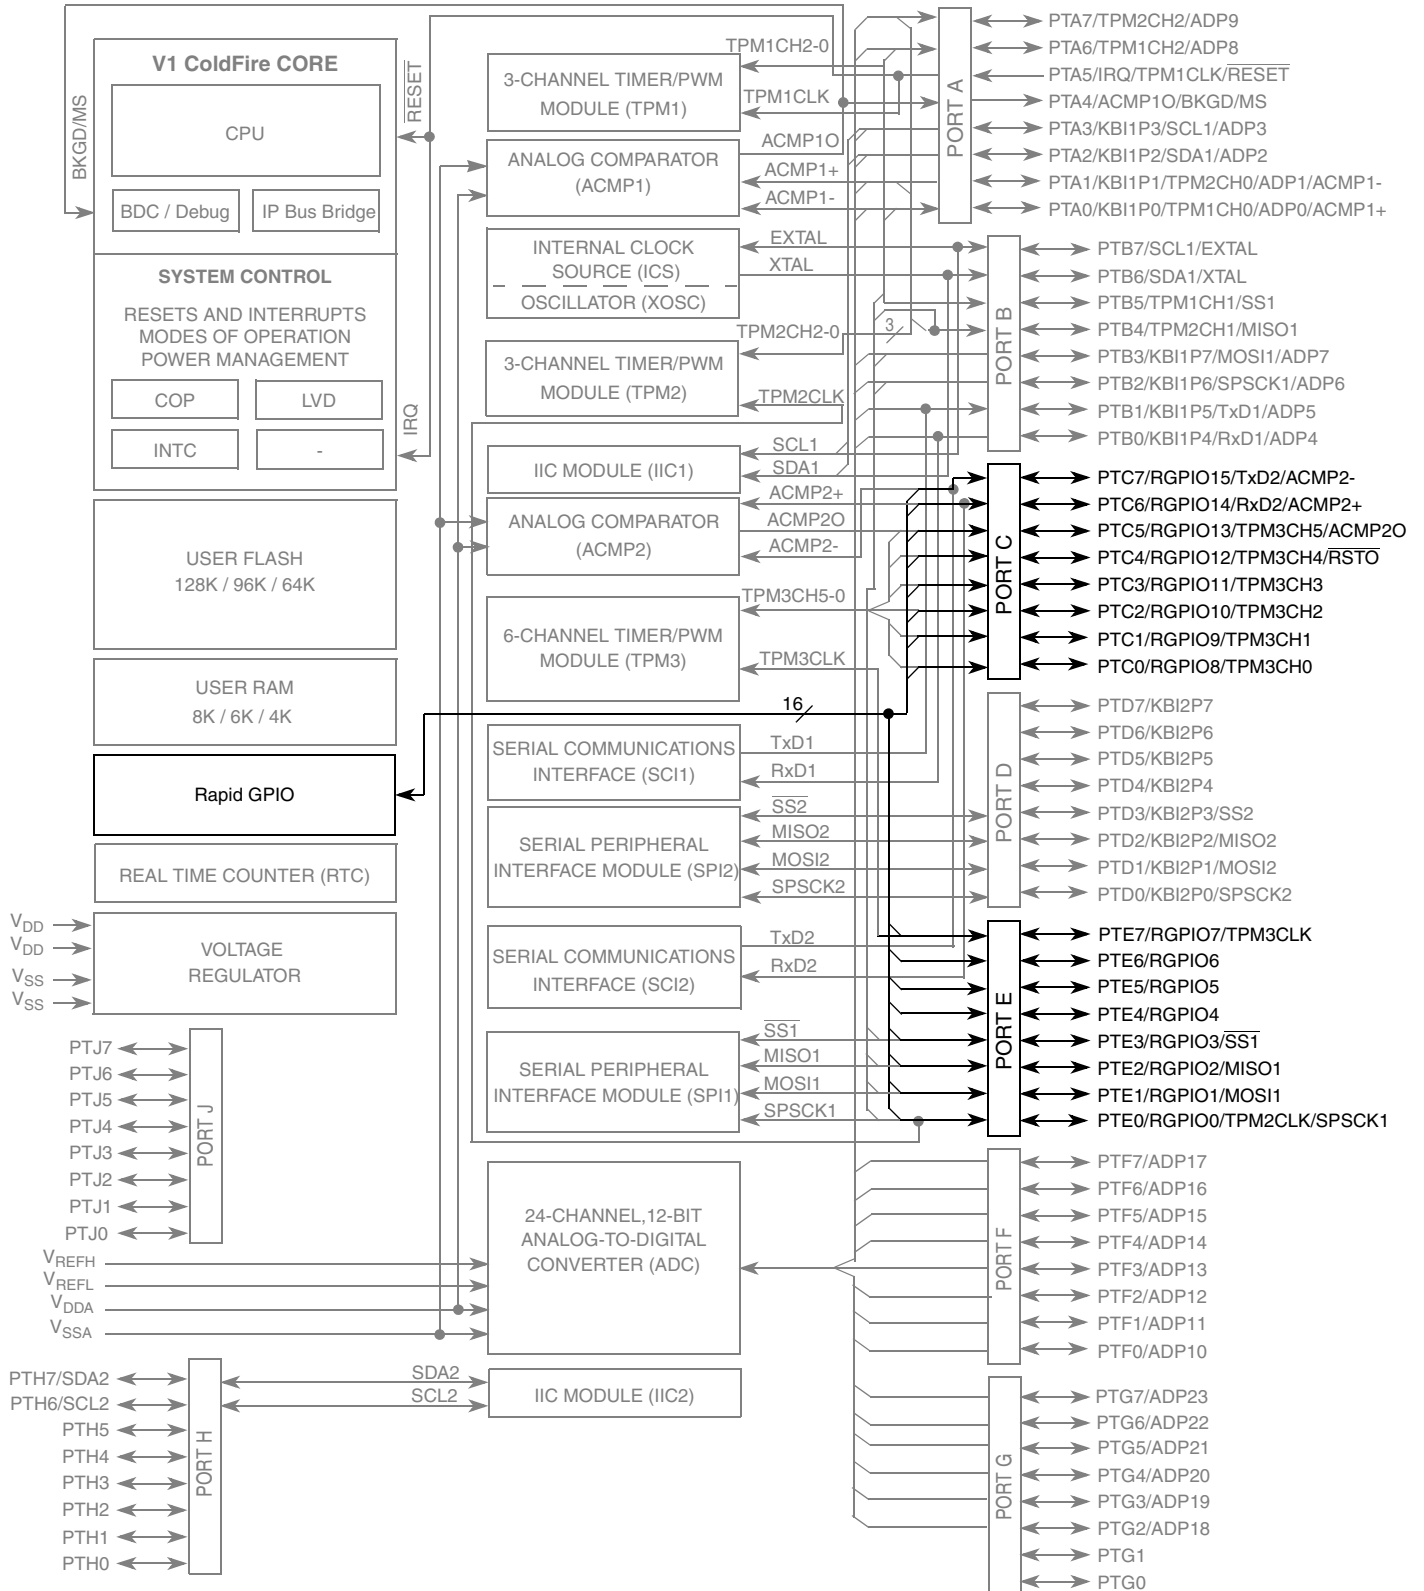 BKGD/MS
V1 ColdFire CORE
CPU
BDC / Debug
IP Bus Bridge
RESET
SYSTEM CONTROL
RESETS AND INTERRUPTS
MODES OF OPERATION
POWER MANAGEMENT
COP
LVD
INTC
-
IRQ
USER FLASH
128K / 96K / 64K
USER RAM
8K / 6K / 4K
Rapid GPIO
REAL TIME COUNTER (RTC)
VDD
VDD
VSS
VSS
VOLTAGE
REGULATOR
PTJ7
PTJ6
PTJ5
PTJ4
PTJ3
PTJ2
PTJ1
PTJ0
PORT J
VREFH
VREFL
VDDA
VSSA
PTH7/SDA2
PTH6/SCL2
PTH5
PTH4
PTH3
PTH2
PTH1
PTH0
PORT H
3-CHANNEL TIMER/PWM
MODULE (TPM1)
TPM1CH2-0
TPM1CLK
ANALOG COMPARATOR
(ACMP1)
ACMP1O
ACMP1+
ACMP1-
INTERNAL CLOCK
SOURCE (ICS)
OSCILLATOR (XOSC)
EXTAL
XTAL
3-CHANNEL TIMER/PWM
MODULE (TPM2)
TPM2CH2-0
3
TPM2CLK
IIC MODULE (IIC1)
SCL1
SDA1
ANALOG COMPARATOR
(ACMP2)
ACMP2+
ACMP2O
ACMP2-
6-CHANNEL TIMER/PWM
MODULE (TPM3)
TPM3CH5-0
TPM3CLK
16
SERIAL COMMUNICATIONS
INTERFACE (SCI1)
TxD1
RxD1
SERIAL PERIPHERAL
INTERFACE MODULE (SPI2)
SS2
MISO2
MOSI2
SPSCK2
SERIAL COMMUNICATIONS
INTERFACE (SCI2)
TxD2
RxD2
SERIAL PERIPHERAL
INTERFACE MODULE (SPI1)
SS1
MISO1
MOSI1
SPSCK1
24-CHANNEL,12-BIT
ANALOG-TO-DIGITAL
CONVERTER (ADC)
IIC MODULE (IIC2)
SDA2
SCL2
PORT A
PTA7/TPM2CH2/ADP9
PTA6/TPM1CH2/ADP8
PTA5/IRQ/TPM1CLK/RESET
PTA4/ACMP1O/BKGD/MS
PTA3/KBI1P3/SCL1/ADP3
PTA2/KBI1P2/SDA1/ADP2
PTA1/KBI1P1/TPM2CH0/ADP1/ACMP1-
PTA0/KBI1P0/TPM1CH0/ADP0/ACMP1+
PORT B
PTB7/SCL1/EXTAL
PTB6/SDA1/XTAL
PTB5/TPM1CH1/SS1
PTB4/TPM2CH1/MISO1
PTB3/KBI1P7/MOSI1/ADP7
PTB2/KBI1P6/SPSCK1/ADP6
PTB1/KBI1P5/TxD1/ADP5
PTB0/KBI1P4/RxD1/ADP4
PORT C
PTC7/RGPIO15/TxD2/ACMP2-
PTC6/RGPIO14/RxD2/ACMP2+
PTC5/RGPIO13/TPM3CH5/ACMP2O
PTC4/RGPIO12/TPM3CH4/RSTO
PTC3/RGPIO11/TPM3CH3
PTC2/RGPIO10/TPM3CH2
PTC1/RGPIO9/TPM3CH1
PTC0/RGPIO8/TPM3CH0
PORT D
PTD7/KBI2P7
PTD6/KBI2P6
PTD5/KBI2P5
PTD4/KBI2P4
PTD3/KBI2P3/SS2
PTD2/KBI2P2/MISO2
PTD1/KBI2P1/MOSI2
PTD0/KBI2P0/SPSCK2
PORT E
PTE7/RGPIO7/TPM3CLK
PTE6/RGPIO6
PTE5/RGPIO5
PTE4/RGPIO4
PTE3/RGPIO3/SS1
PTE2/RGPIO2/MISO1
PTE1/RGPIO1/MOSI1
PTE0/RGPIO0/TPM2CLK/SPSCK1
PORT F
PTF7/ADP17
PTF6/ADP16
PTF5/ADP15
PTF4/ADP14
PTF3/ADP13
PTF2/ADP12
PTF1/ADP11
PTF0/ADP10
PORT G
PTG7/ADP23
PTG6/ADP22
PTG5/ADP21
PTG4/ADP20
PTG3/ADP19
PTG2/ADP18
PTG1
PTG0